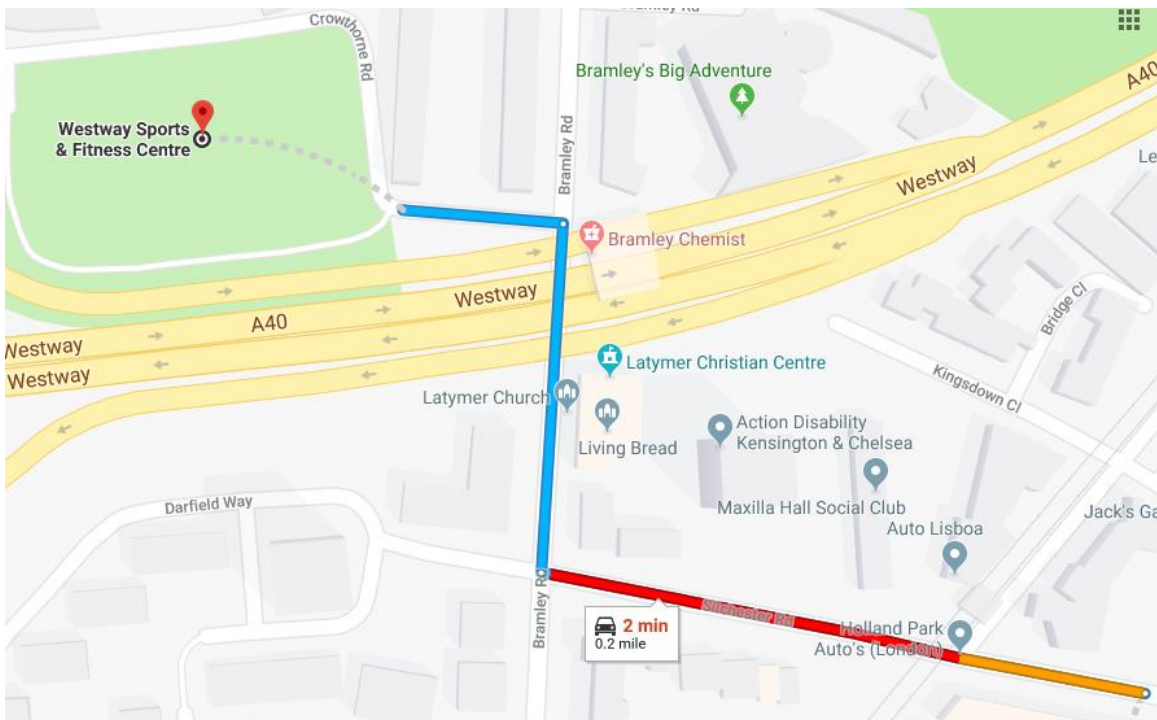 Bramley Rd
Crowthorne Rd
Bramley's Big Adventure
A40
Westway Sports
& Fitness Centre
Bramley Rd
Westway
Le
Bramley Chemist
Westway
A40
Westway
Westway
Bridge Cl
Latymer Christian Centre
Kingsdown Cl
Latymer Church
Living Bread
Action Disability
Kensington & Chelsea
Maxilla Hall Social Club
Darfield Way
Auto Lisboa
Jack's Ga
Bramley Rd
Silchester Rd
2 min
0.2 mile
Holland Park
Auto's (London)